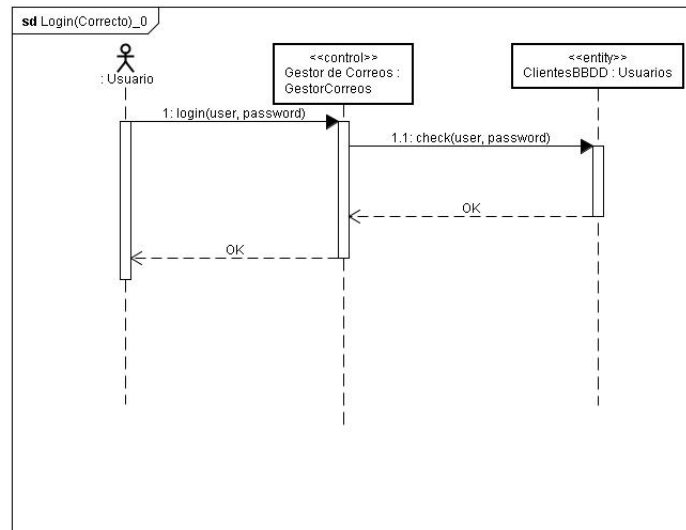 sd Login(Correcto)_0
: Usuario
<<control>>
Gestor de Correos :
GestorCorreos
<<entity>>
ClientesBBDD : Usuarios
1: login(user, password)
1.1: check(user, password)
OK
OK